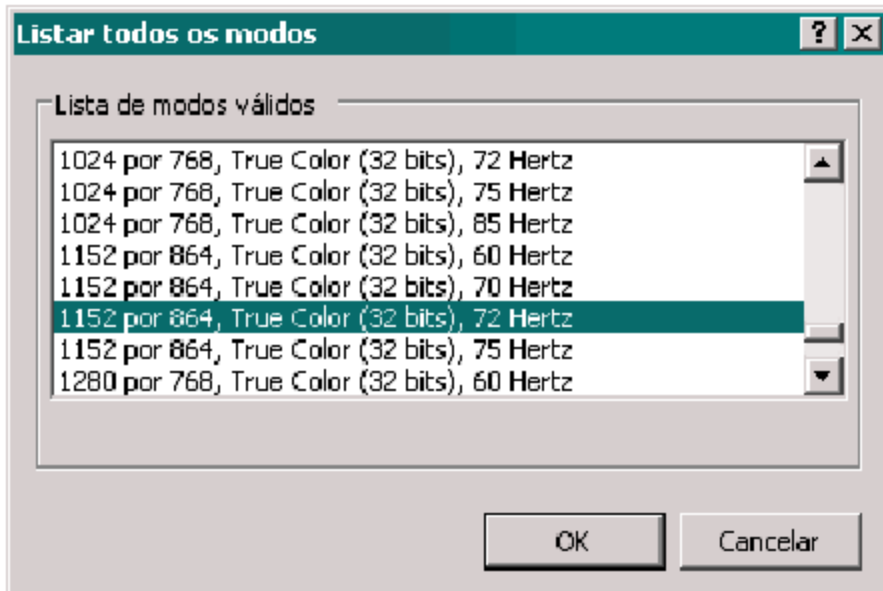 Listar todos os modos
Lista de modos válidos
1024 por 768, True Color (32 bits), 72 Hertz
1024 por 768, True Color (32 bits), 75 Hertz
1024 por 768, True Color (32 bits), 85 Hertz
1152 por 864, True Color (32 bits), 60 Hertz
1152 por 864, True Color (32 bits), 70 Hertz
1152 por 864, True Color (32 bits), 72 Hertz
1152 por 864, True Color (32 bits), 75 Hertz
1280 por 768, True Color (32 bits), 60 Hertz
OK
Cancelar